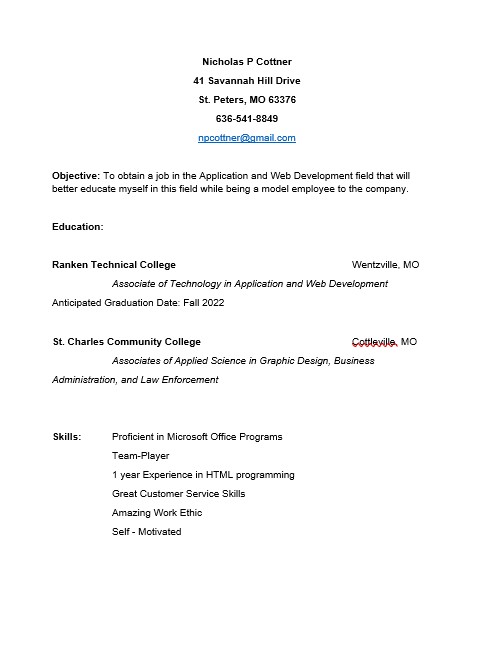 Nicholas P Cottner
41 Savannah Hill Drive
St. Peters, MO 63376
636-541-8849
npcottner@gmail.com
Objective: To obtain a job in the Application and Web Development field that will
better educate myself in this field while being a model employee to the company.
Education:
Ranken Technical College Wentzville, MO
Associate of Technology in Application and Web Development
Anticipated Graduation Date: Fall 2022
St. Charles Community College Cottleville, MO
Associates of Applied Science in Graphic Design, Business
Administration, and Law Enforcement
Skills: Proficient in Microsoft Office Programs
Team-Player
1 year Experience in HTML programming
Great Customer Service Skills
Amazing Work Ethic
Self - Motivated